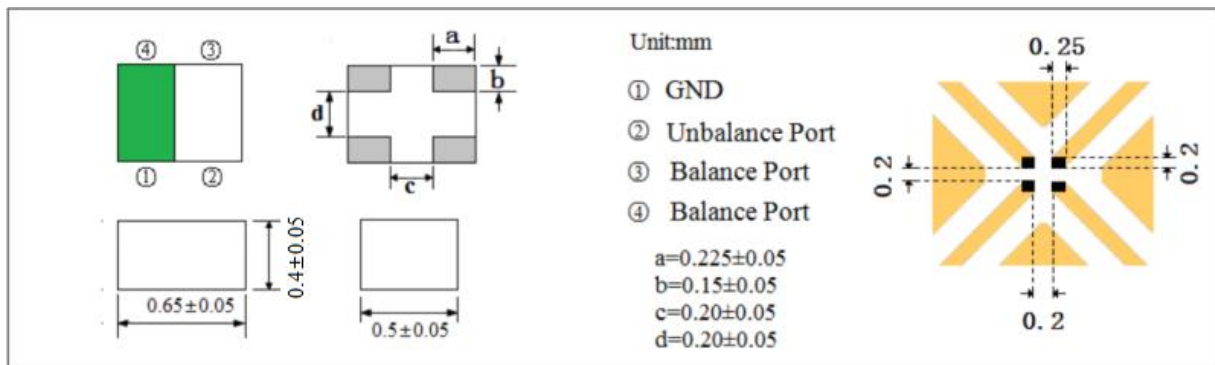 ④ ③
① ②
a
b
d
c
0.4±0.05
0.65±0.05
0.5±0.05
Unit:mm
① GND
② Unbalance Port
③ Balance Port
④ Balance Port
a=0.225±0.05
b=0.15±0.05
c=0.20±0.05
d=0.20±0.05
0.25
0.2
0.2
0.2